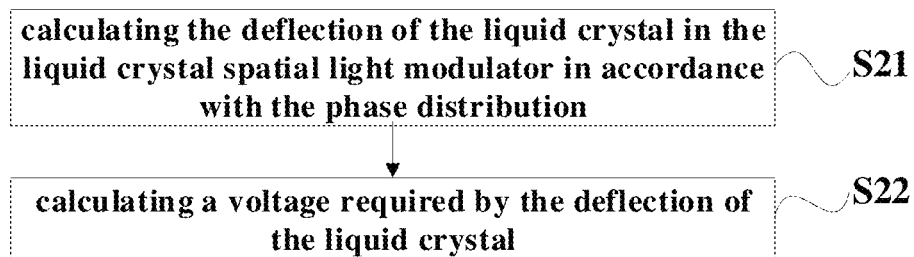 calculating the deflection of the liquid crystal in the
liquid crystal spatial light modulator in accordance
with the phase distribution
S21
calculating a voltage required by the deflection of
the liquid crystal
S22